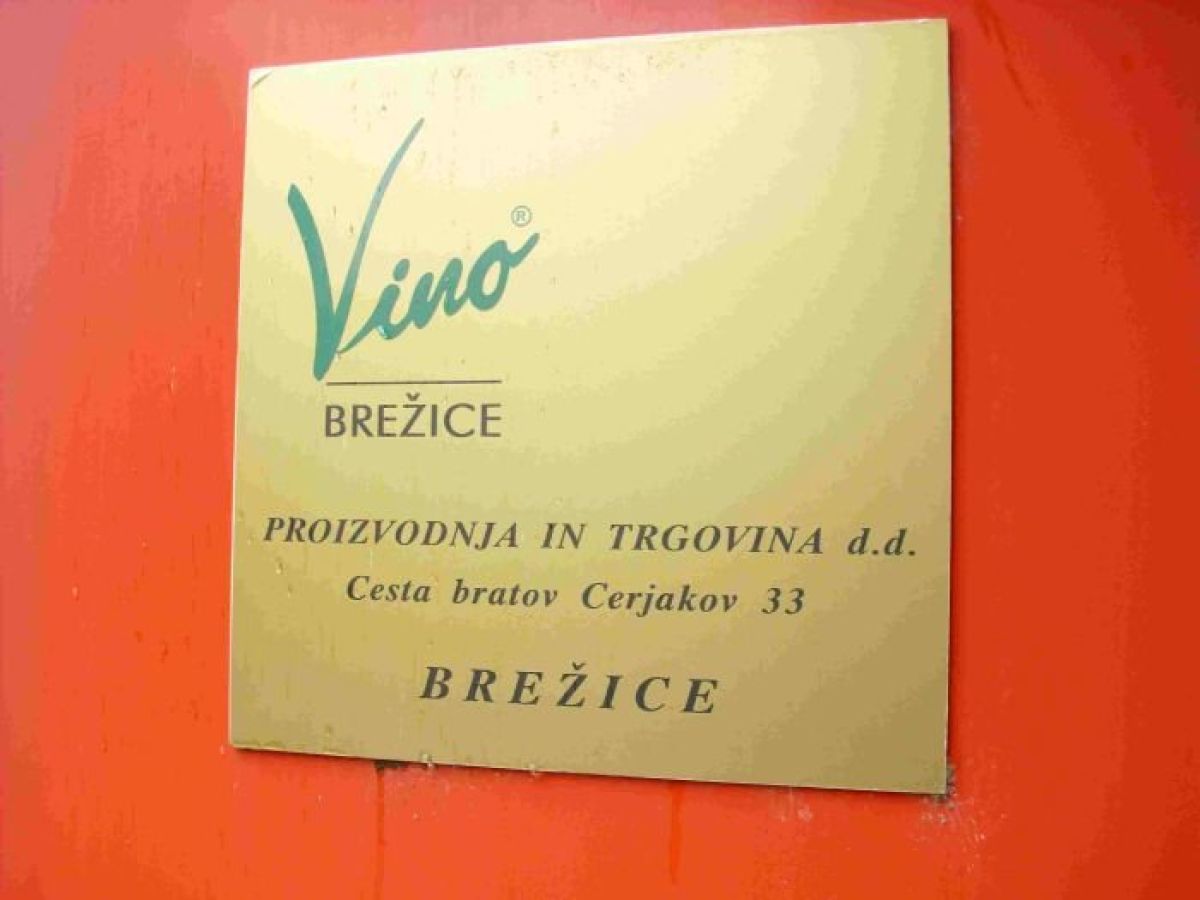 Vino®
BREŽICE
PROIZVODNJA IN TRGOVINA d.d.
Cesta bratov Cerjakov 33
BREŽICE